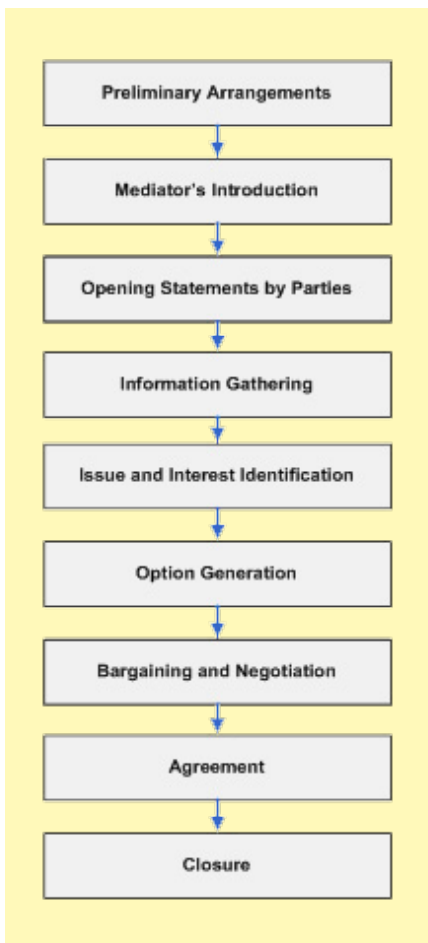 Preliminary Arrangements
Mediator's Introduction
Opening Statements by Parties
Information Gathering
Issue and Interest Identification
Option Generation
Bargaining and Negotiation
Agreement
Closure